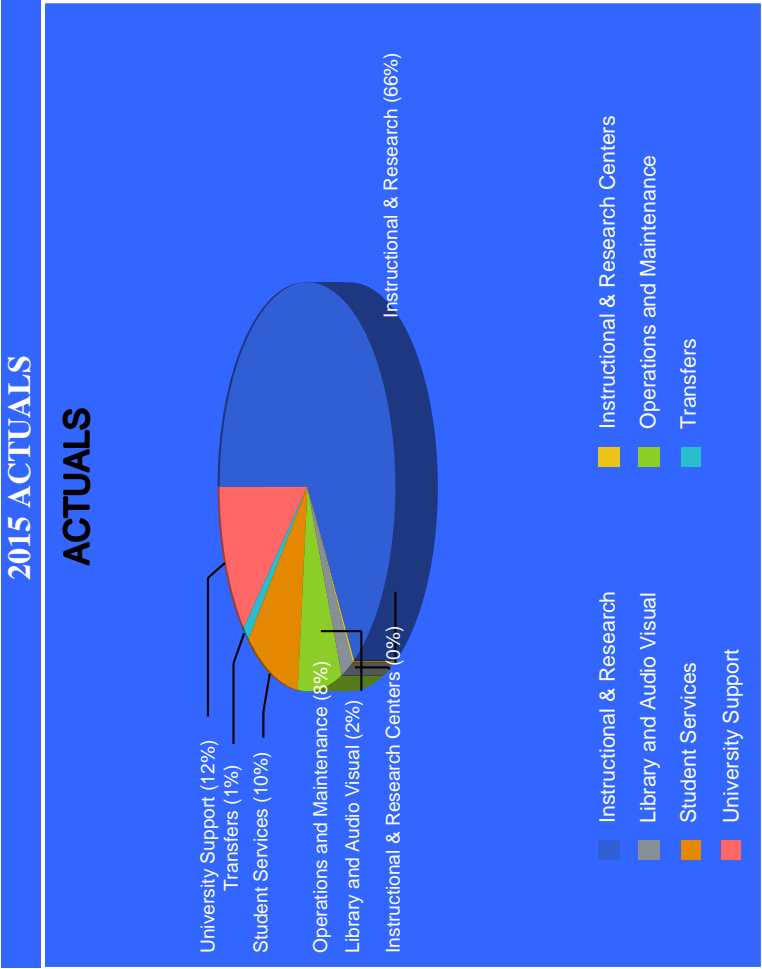 2015 ACTUALS
ACTUALS
University Support (12%)
Transfers (1%)
Student Services (10%)
Operations and Maintenance (8%)
Library and Audio Visual (2%)
Instructional & Research Centers (0%)
Instructional & Research (66%)
Instructional & Research
Instructional & Research Centers
Library and Audio Visual
Operations and Maintenance
Student Services
Transfers
University Support